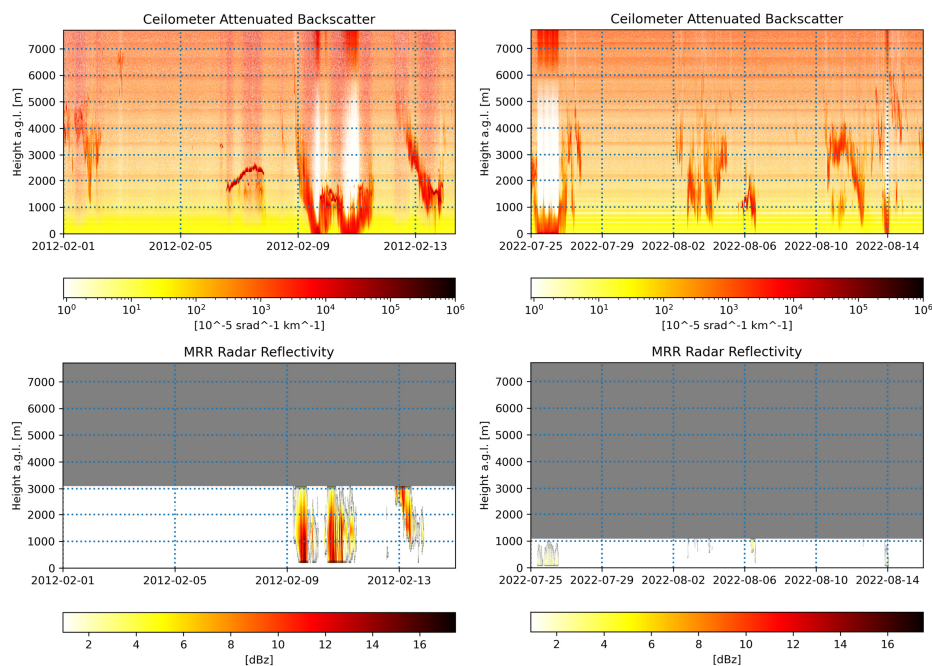 Ceilometer Attenuated Backscatter
Height a.g.l. [m]
7000
6000
5000
4000
3000
2000
1000
0
2012-02-01 2012-02-05 2012-02-09 2012-02-13
10^0 10^1 10^2 10^3 10^4 10^5 10^6
[10^-5 srad^-1 km^-1]
Ceilometer Attenuated Backscatter
Height a.g.l. [m]
7000
6000
5000
4000
3000
2000
1000
0
2022-07-25 2022-07-29 2022-08-02 2022-08-06 2022-08-10 2022-08-14
10^0 10^1 10^2 10^3 10^4 10^5 10^6
[10^-5 srad^-1 km^-1]
MRR Radar Reflectivity
Height a.g.l. [m]
7000
6000
5000
4000
3000
2000
1000
0
2012-02-01 2012-02-05 2012-02-09 2012-02-13
2 4 6 8 10 12 14 16
[dBz]
MRR Radar Reflectivity
Height a.g.l. [m]
7000
6000
5000
4000
3000
2000
1000
0
2022-07-25 2022-07-29 2022-08-02 2022-08-06 2022-08-10 2022-08-14
2 4 6 8 10 12 14 16
[dBz]